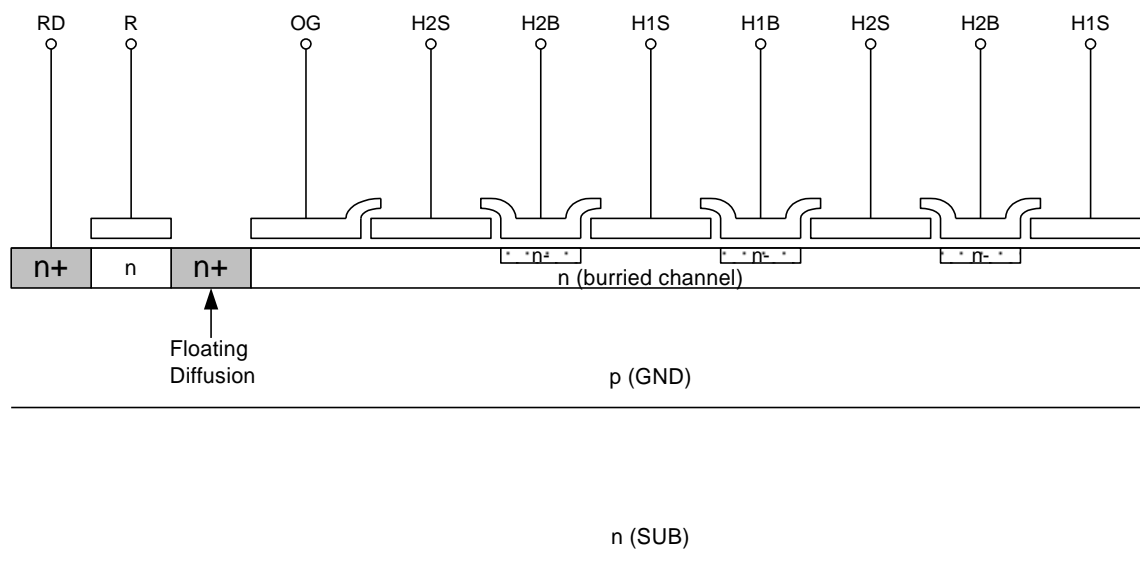 RD R OG H2S H2B H1S H1B H2S H2B H1S
n+ n n+ n- n- n-
n (burried channel)
Floating
Diffusion
p (GND)
n (SUB)